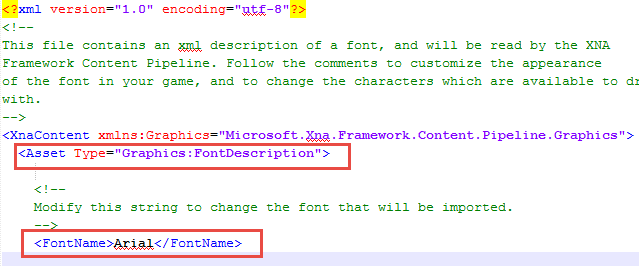 <?xml version="1.0" encoding="utf-8"?>
<!--
This file contains an xml description of a font, and will be read by the XNA
Framework Content Pipeline. Follow the comments to customize the appearance
of the font in your game, and to change the characters which are available to
with.
-->
<XnaContent xmlns:Graphics="Microsoft.Xna.Framework.Content.Pipeline.Graphics">
<Asset Type="Graphics:FontDescription">
<!--
Modify this string to change the font that will be imported.
-->
<FontName>Arial</FontName>